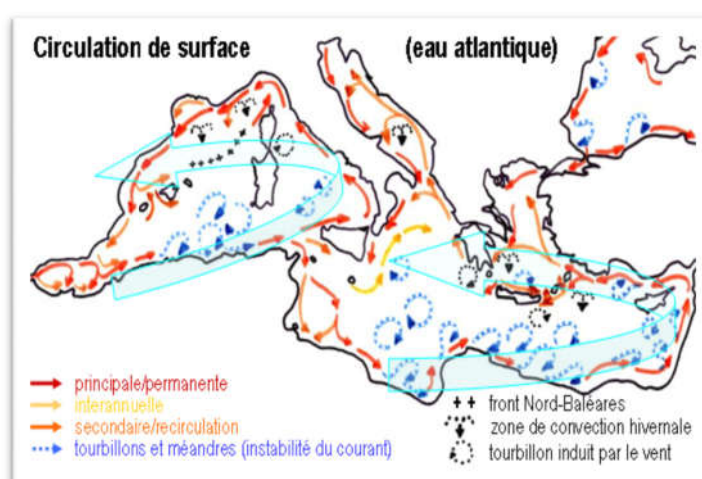 Circulation de surface (eau atlantique)
principale/permanente
interannuelle
secondaire/recirculation
tourbillons et méandres (instabilité du courant)
front Nord-Baléares
zone de convection hivernale
tourbillon induit par le vent